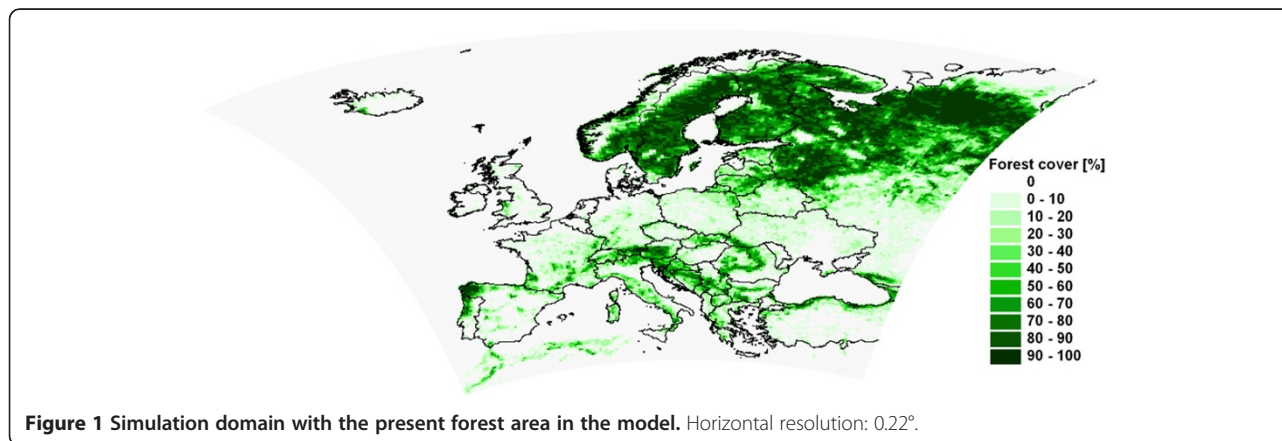 Forest cover [%]
0
0 - 10
10 - 20
20 - 30
30 - 40
40 - 50
50 - 60
60 - 70
70 - 80
80 - 90
90 - 100
Figure 1 Simulation domain with the present forest area in the model. Horizontal resolution: 0.22°.